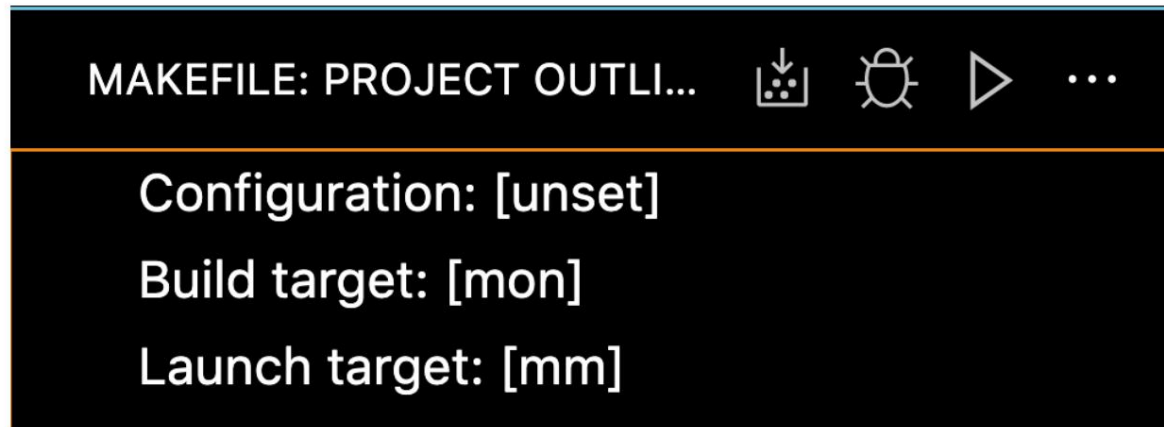 MAKEFILE: PROJECT OUTLI...
Configuration: [unset]
Build target: [mon]
Launch target: [mm]